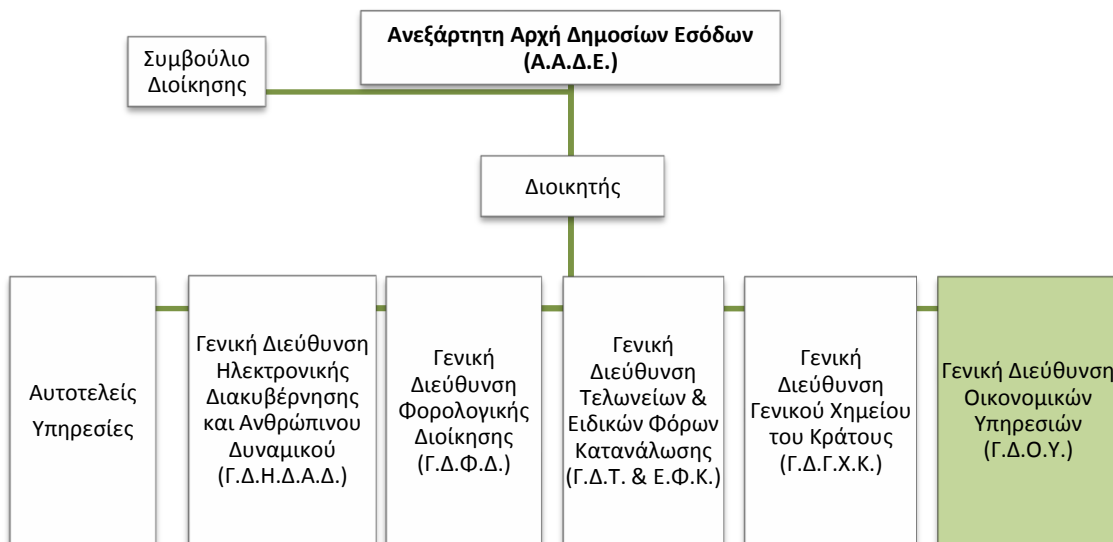 Ανεξάρτητη Αρχή Δημοσίων Εσόδων
(Α.Α.Δ.Ε.)
Συμβούλιο
Διοίκησης
Διοικητής
Αυτοτελείς
Υπηρεσίες
Γενική Διεύθυνση
Ηλεκτρονικής
Διακυβέρνησης
και Ανθρώπινου
Δυναμικού
(Γ.Δ.Η.Δ.Α.Δ.)
Γενική
Διεύθυνση
Φορολογικής
Διοίκησης
(Γ.Δ.Φ.Δ.)
Γενική
Διεύθυνση
Τελωνείων &
Ειδικών Φόρων
Κατανάλωσης
(Γ.Δ.Τ. & Ε.Φ.Κ.)
Γενική
Διεύθυνση
Γενικού Χημείου
του Κράτους
(Γ.Δ.Γ.Χ.Κ.)
Γενική Διεύθυνση
Οικονομικών
Υπηρεσιών
(Γ.Δ.Ο.Υ.)